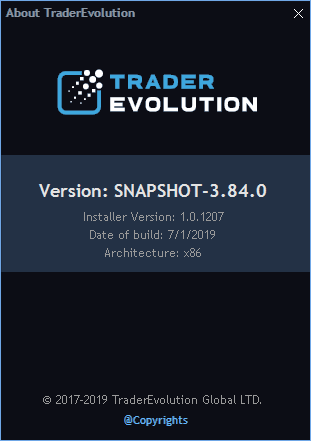 About TraderEvolution
TRADER
EVOLUTION
Version: SNAPSHOT-3.84.0
Installer Version: 1.0.1207
Date of build: 7/1/2019
Architecture: x86
© 2017-2019 TraderEvolution Global LTD.
@Copyrights